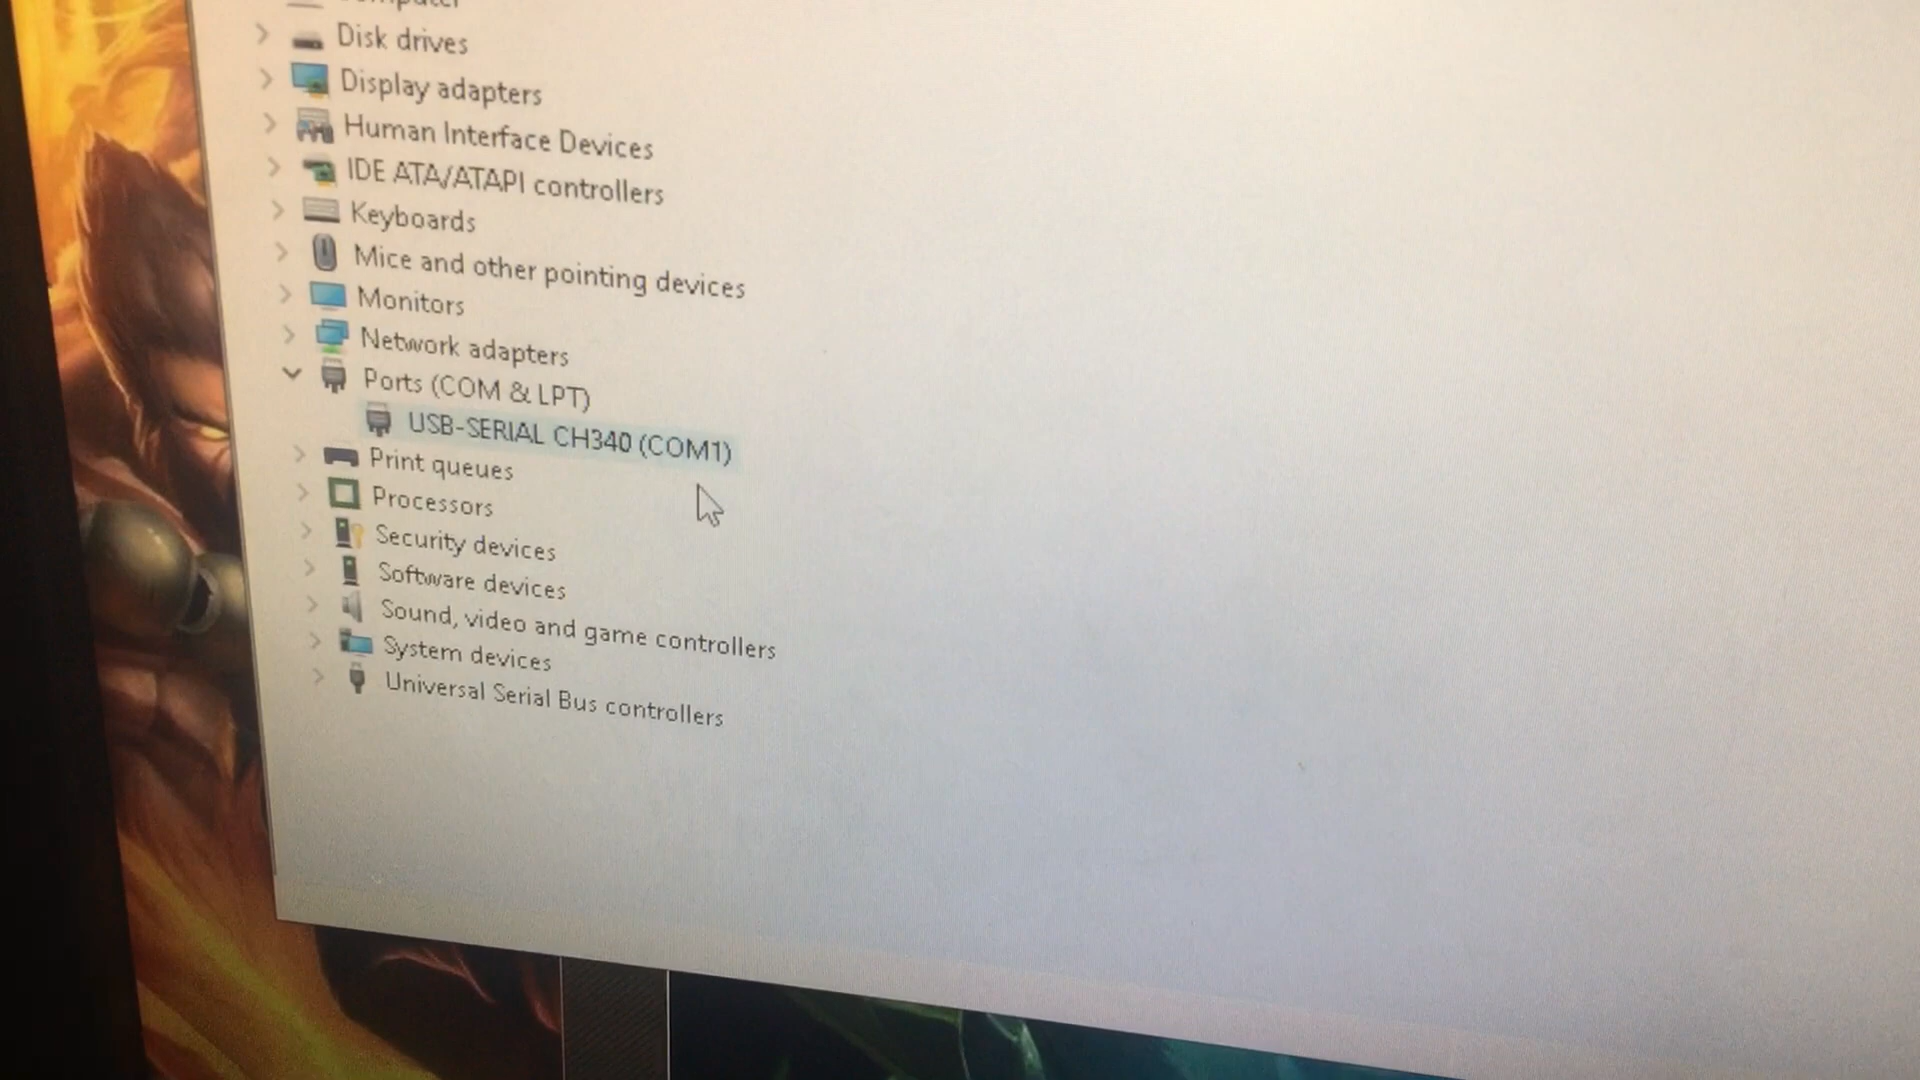 Computer
Disk drives
Display adapters
Human Interface Devices
IDE ATA/ATAPI controllers
Keyboards
Mice and other pointing devices
Monitors
Network adapters
Ports (COM & LPT)
USB-SERIAL CH340 (COM1)
Print queues
Processors
Security devices
Software devices
Sound, video and game controllers
System devices
Universal Serial Bus controllers